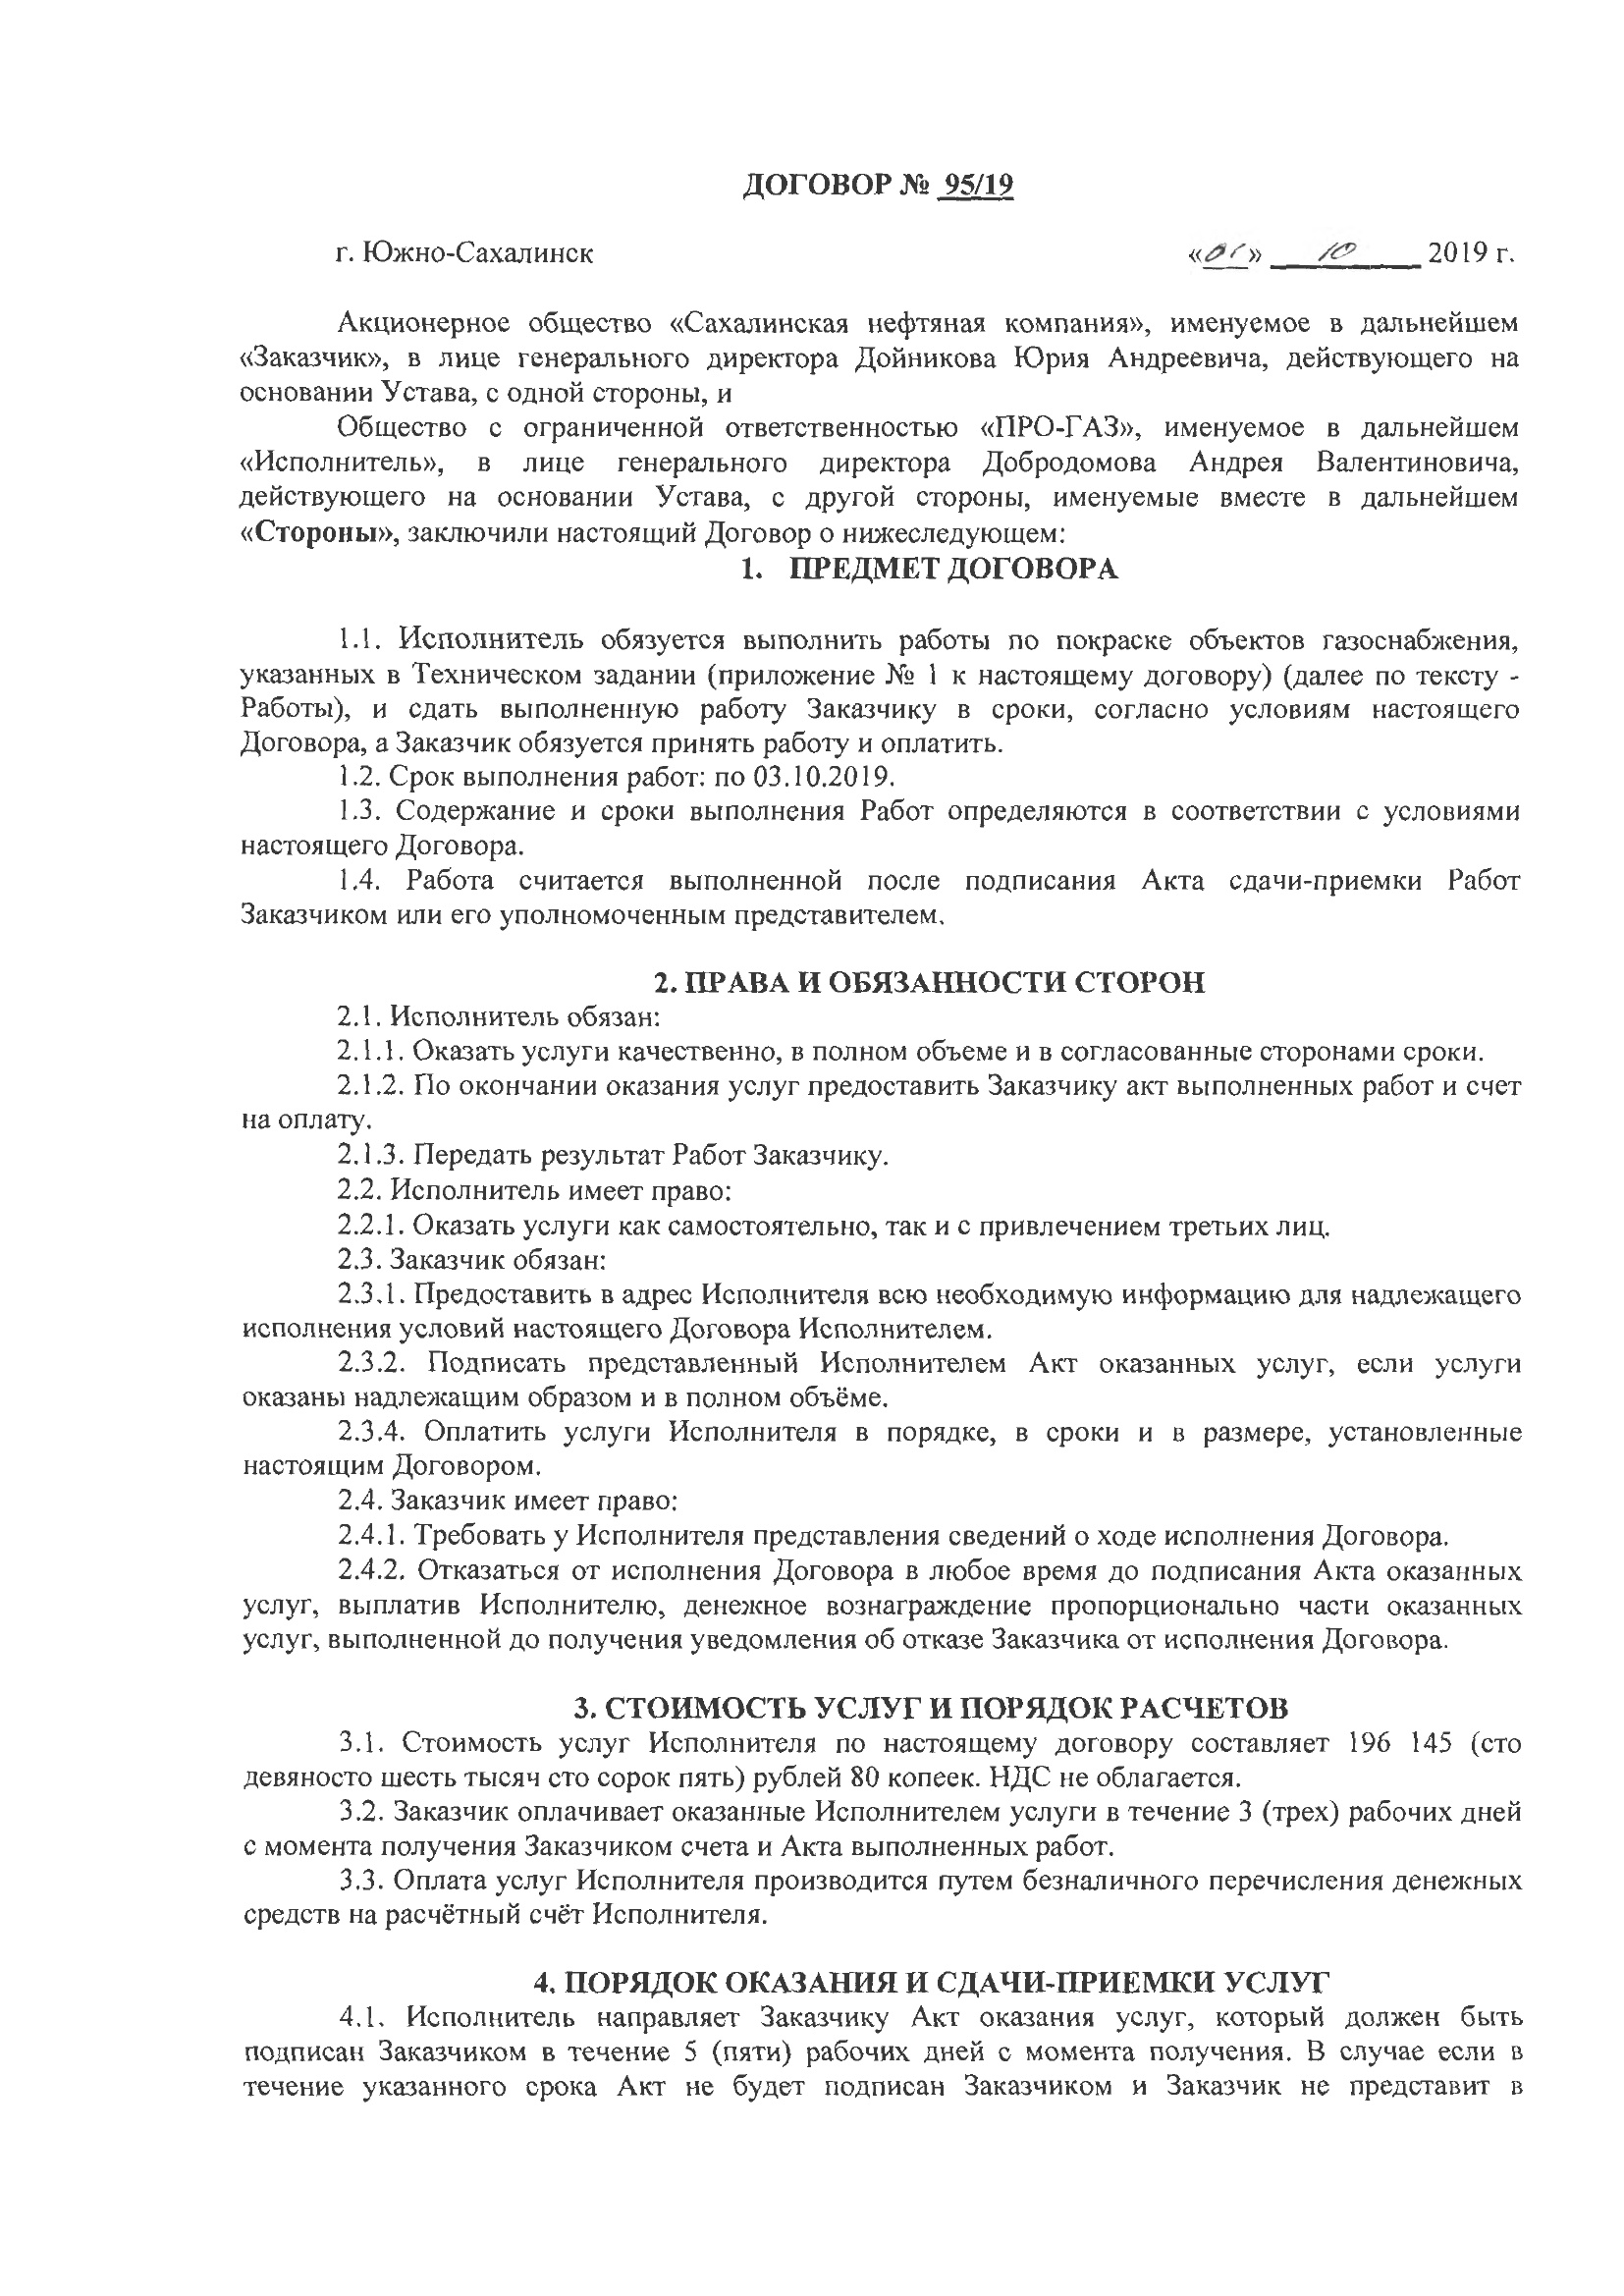 ДОГОВОР № 95/19
г. Южно-Сахалинск «01» 10 2019 г.
Акционерное общество «Сахалинская нефтяная компания», именуемое в дальнейшем
«Заказчик», в лице генерального директора Дойникова Юрия Андреевича, действующего на
основании Устава, с одной стороны, и
Общество с ограниченной ответственностью «ПРО-ГАЗ», именуемое в дальнейшем
«Исполнитель», в лице генерального директора Добродомова Андрея Валентиновича,
действующего на основании Устава, с другой стороны, именуемые вместе в дальнейшем
«Стороны», заключили настоящий Договор о нижеследующем:
1. ПРЕДМЕТ ДОГОВОРА
1.1. Исполнитель обязуется выполнить работы по покраске объектов газоснабжения,
указанных в Техническом задании (приложение № 1 к настоящему договору) (далее по тексту -
Работы), и сдать выполненную работу Заказчику в сроки, согласно условиям настоящего
Договора, а Заказчик обязуется принять работу и оплатить.
1.2. Срок выполнения работ: по 03.10.2019.
1.3. Содержание и сроки выполнения Работ определяются в соответствии с условиями
настоящего Договора.
1.4. Работа считается выполненной после подписания Акта сдачи-приемки Работ
Заказчиком или его уполномоченным представителем.
2. ПРАВА И ОБЯЗАННОСТИ СТОРОН
2.1. Исполнитель обязан:
2.1.1. Оказать услуги качественно, в полном объеме и в согласованные сторонами сроки.
2.1.2. По окончании оказания услуг предоставить Заказчику акт выполненных работ и счет
на оплату.
2.1.3. Передать результат Работ Заказчику.
2.2. Исполнитель имеет право:
2.2.1. Оказать услуги как самостоятельно, так и с привлечением третьих лиц.
2.3. Заказчик обязан:
2.3.1. Предоставить в адрес Исполнителя всю необходимую информацию для надлежащего
исполнения условий настоящего Договора Исполнителем.
2.3.2. Подписать представленный Исполнителем Акт оказанных услуг, если услуги
оказаны надлежащим образом и в полном объёме.
2.3.4. Оплатить услуги Исполнителя в порядке, в сроки и в размере, установленные
настоящим Договором.
2.4. Заказчик имеет право:
2.4.1. Требовать у Исполнителя представления сведений о ходе исполнения Договора.
2.4.2. Отказаться от исполнения Договора в любое время до подписания Акта оказанных
услуг, выплатив Исполнителю, денежное вознаграждение пропорционально части оказанных
услуг, выполненной до получения уведомления об отказе Заказчика от исполнения Договора.
3. СТОИМОСТЬ УСЛУГ И ПОРЯДОК РАСЧЕТОВ
3.1. Стоимость услуг Исполнителя по настоящему договору составляет 196 145 (сто
девяносто шесть тысяч сто сорок пять) рублей 80 копеек. НДС не облагается.
3.2. Заказчик оплачивает оказанные Исполнителем услуги в течение 3 (трех) рабочих дней
с момента получения Заказчиком счета и Акта выполненных работ.
3.3. Оплата услуг Исполнителя производится путем безналичного перечисления денежных
средств на расчётный счёт Исполнителя.
4. ПОРЯДОК ОКАЗАНИЯ И СДАЧИ-ПРИЕМКИ УСЛУГ
4.1. Исполнитель направляет Заказчику Акт оказания услуг, который должен быть
подписан Заказчиком в течение 5 (пяти) рабочих дней с момента получения. В случае если в
течение указанного срока Акт не будет подписан Заказчиком и Заказчик не представит в